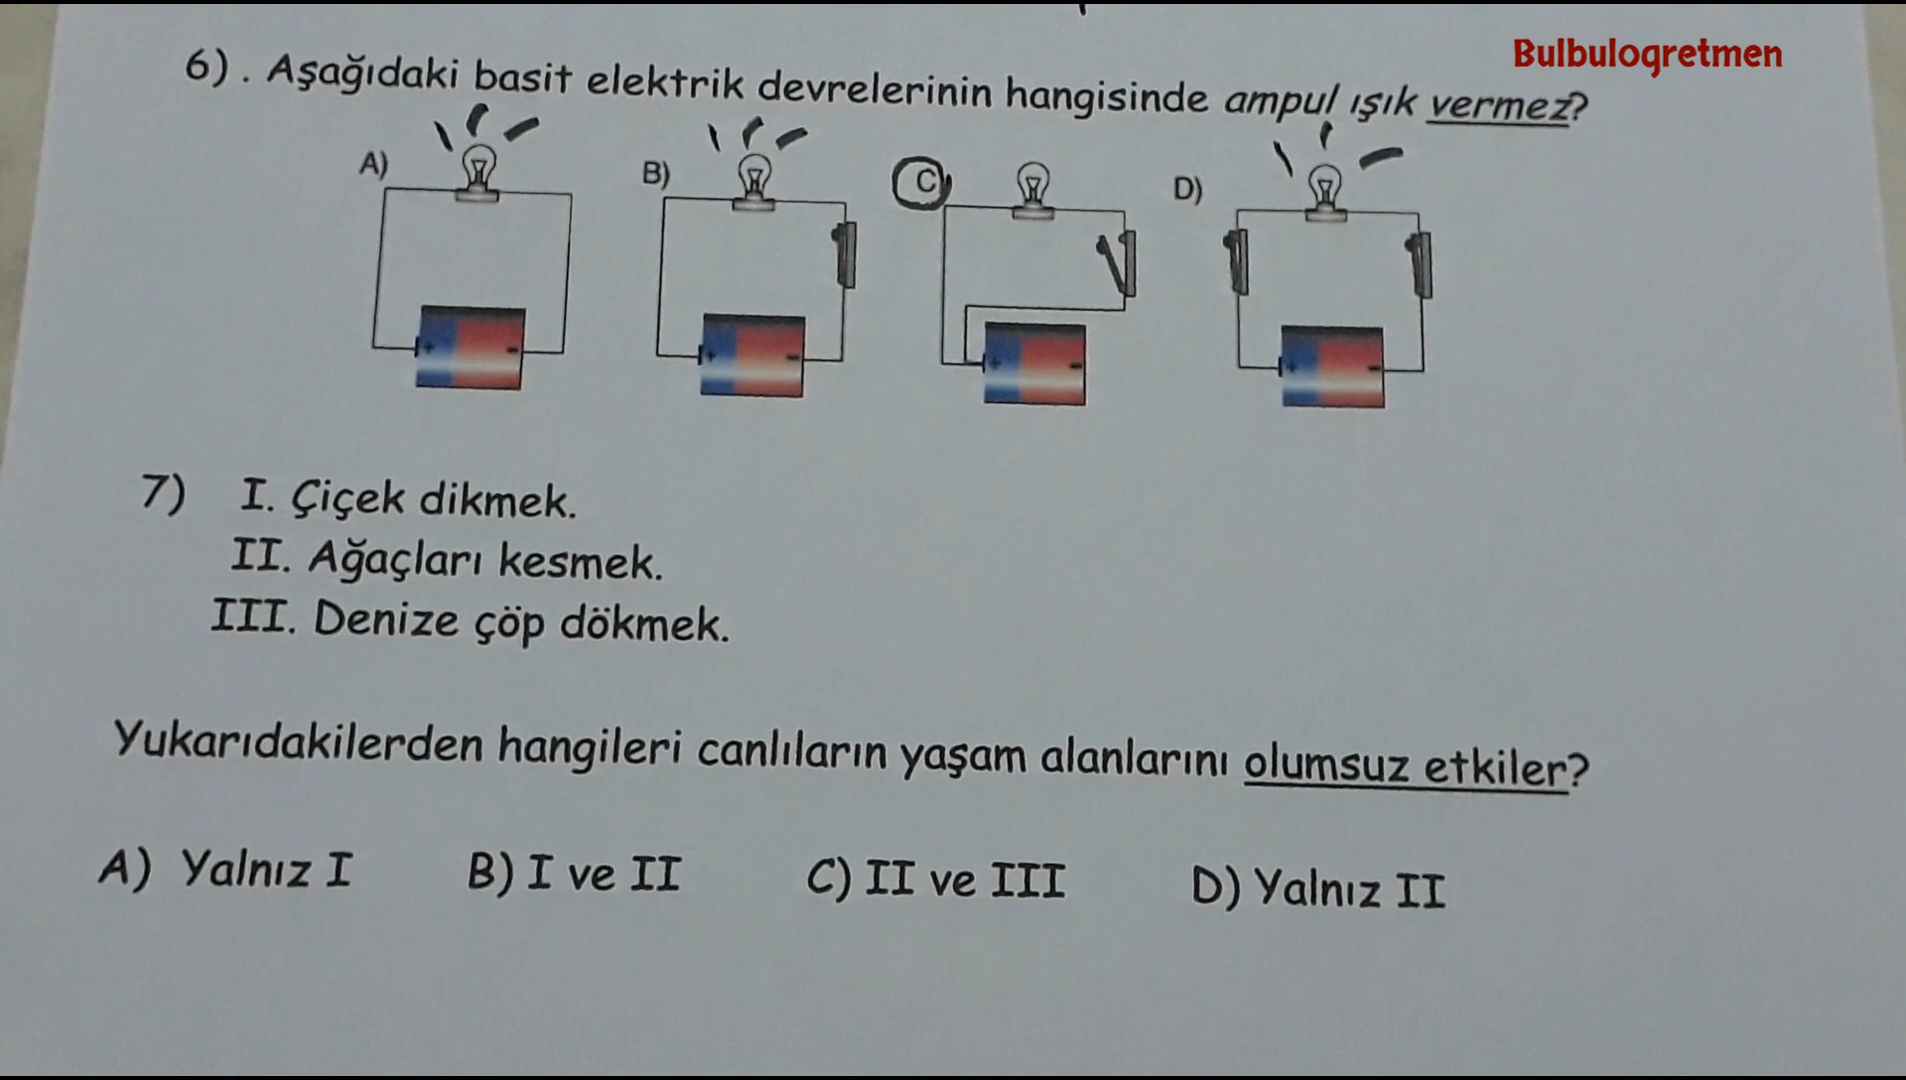 Bulbulogretmen
6) . Aşağıdaki basit elektrik devrelerinin hangisinde ampul ışık vermez?
A) B) C) D)
+ - + - + - + -
7) I. Çiçek dikmek.
II. Ağaçları kesmek.
III. Denize çöp dökmek.
Yukarıdakilerden hangileri canlıların yaşam alanlarını olumsuz etkiler?
A) Yalnız I B) I ve II C) II ve III D) Yalnız II